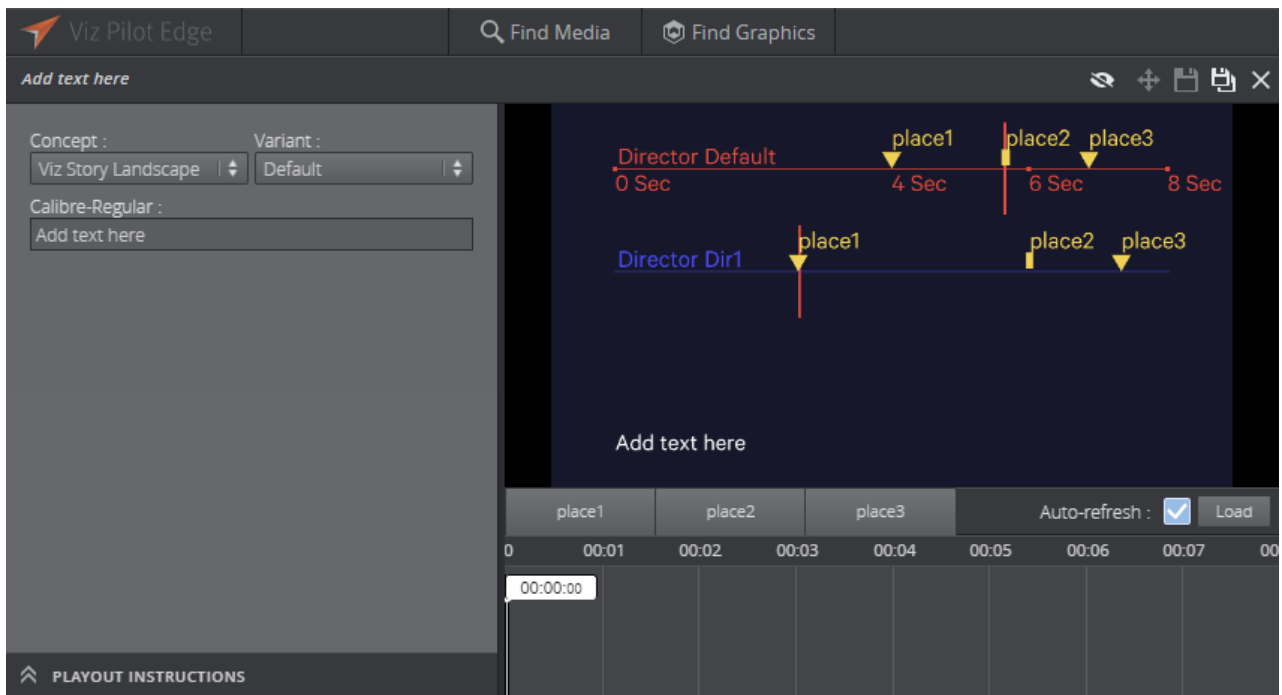 Viz Pilot Edge
Find Media
Find Graphics
Add text here
Concept :
Variant :
Viz Story Landscape
Default
Calibre-Regular :
Add text here
place1 place2 place3
Director Default
0 Sec 4 Sec 6 Sec 8 Sec
place1 place2 place3
Director Dir1
Add text here
place1 place2 place3
Auto-refresh :
Load
0 00:01 00:02 00:03 00:04 00:05 00:06 00:07 00
00:00:00
PLAYOUT INSTRUCTIONS